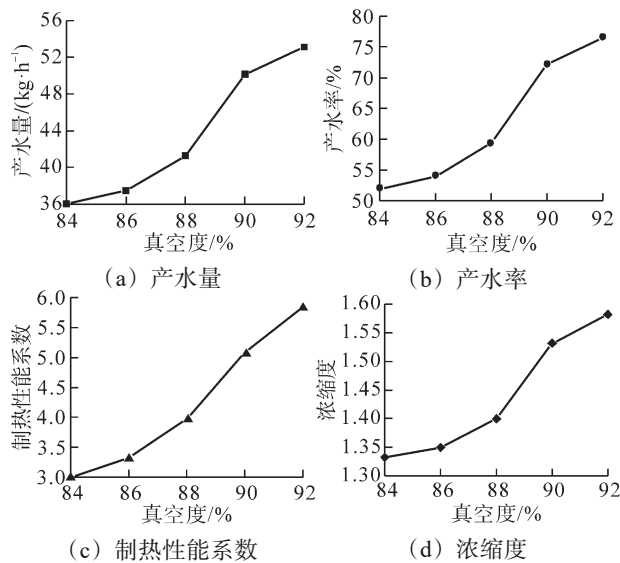 产水量/(kg·h⁻¹)
56
52
48
44
40
36
84 86 88 90 92
真空度/%
(a) 产水量
产水率/%
80
75
70
65
60
55
50
84 86 88 90 92
真空度/%
(b) 产水率
制热性能系数
6.0
5.5
5.0
4.5
4.0
3.5
3.0
84 86 88 90 92
真空度/%
(c) 制热性能系数
浓缩度
1.60
1.55
1.50
1.45
1.40
1.35
1.30
84 86 88 90 92
真空度/%
(d) 浓缩度